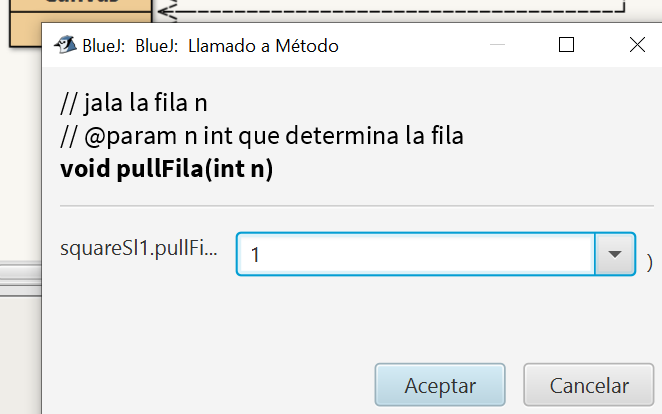 Canvas
BlueJ: BlueJ: Llamado a Método
// jala la fila n
// @param n int que determina la fila
void pullFila(int n)
squareSl1.pullFi... 1 )
Aceptar Cancelar